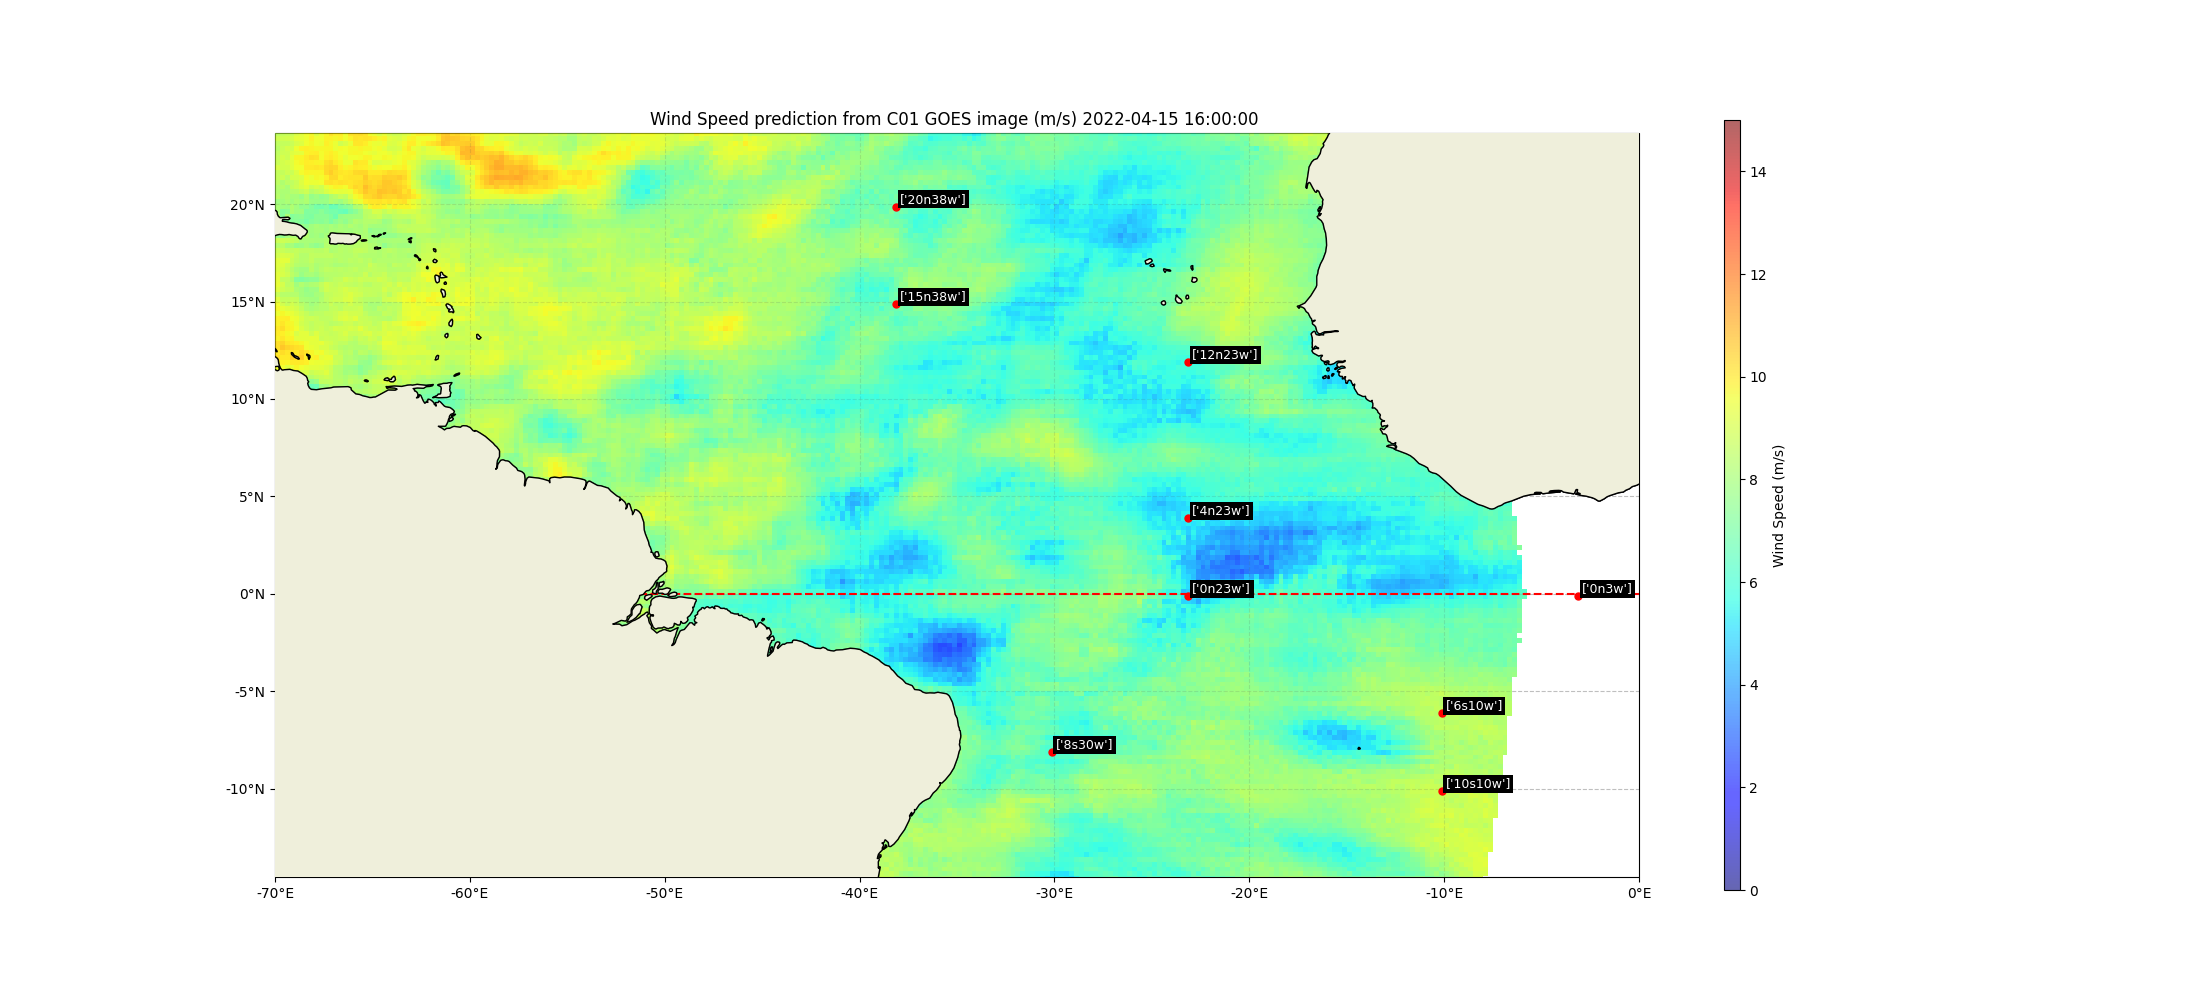 Wind Speed prediction from C01 GOES image (m/s) 2022-04-15 16:00:00
14
12
10
8
6
4
2
0
Wind Speed (m/s)
20°N
15°N
10°N
5°N
0°N
-5°N
-10°N
['20n38w']
['15n38w']
['12n23w']
['4n23w']
['0n23w']
['0n3w']
['6s10w']
['8s30w']
['10s10w']
-70°E
-60°E
-50°E
-40°E
-30°E
-20°E
-10°E
0°E